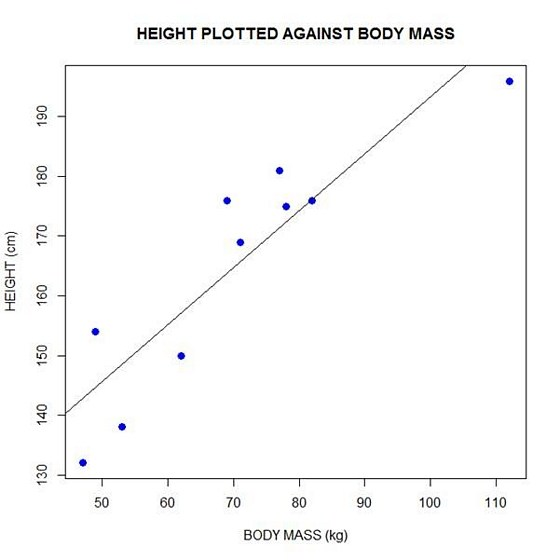 HEIGHT PLOTTED AGAINST BODY MASS
HEIGHT (cm)
190
180
170
160
150
140
130
50 60 70 80 90 100 110
BODY MASS (kg)